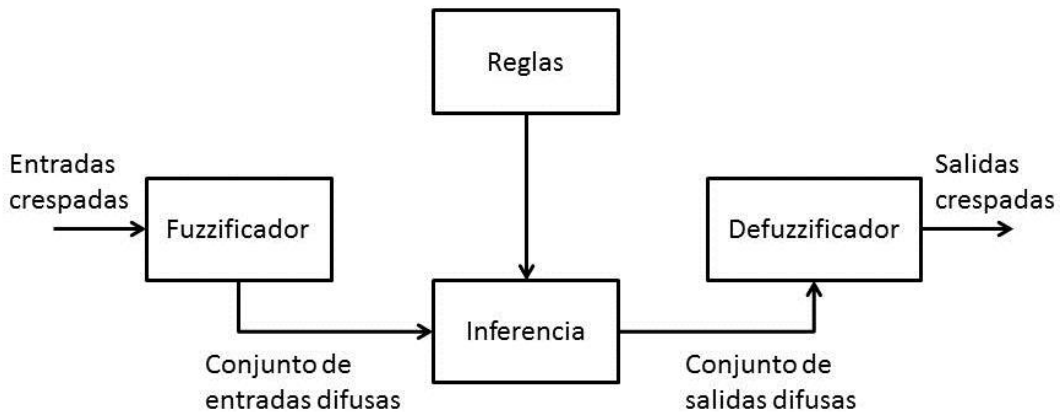 Reglas
Entradas
crespadas
Fuzzificador
Defuzzificador
Salidas
crespadas
Inferencia
Conjunto de
entradas difusas
Conjunto de
salidas difusas